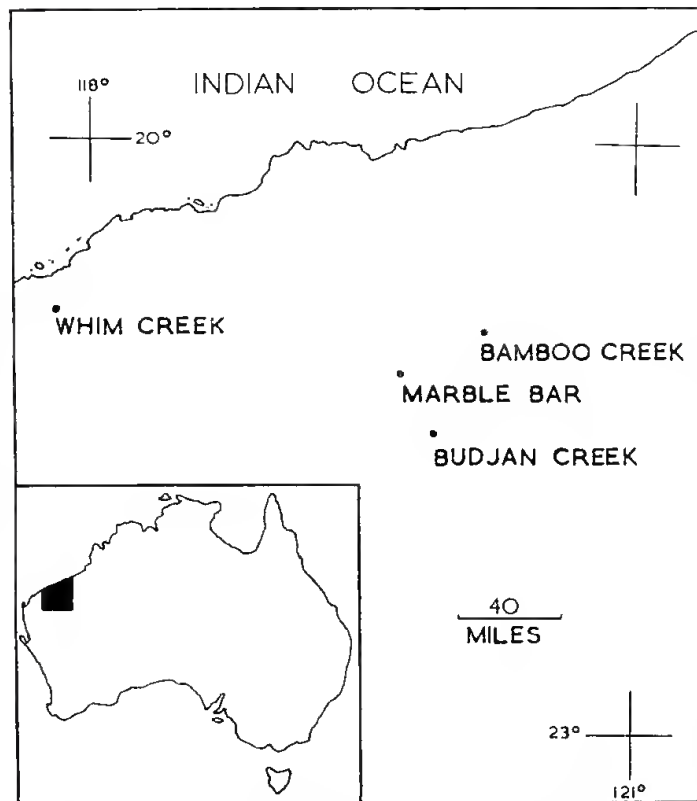 118°
INDIAN OCEAN
20°
WHIM CREEK
BAMBOO CREEK
MARBLE BAR
BUDJAN CREEK
40
MILES
23°
121°